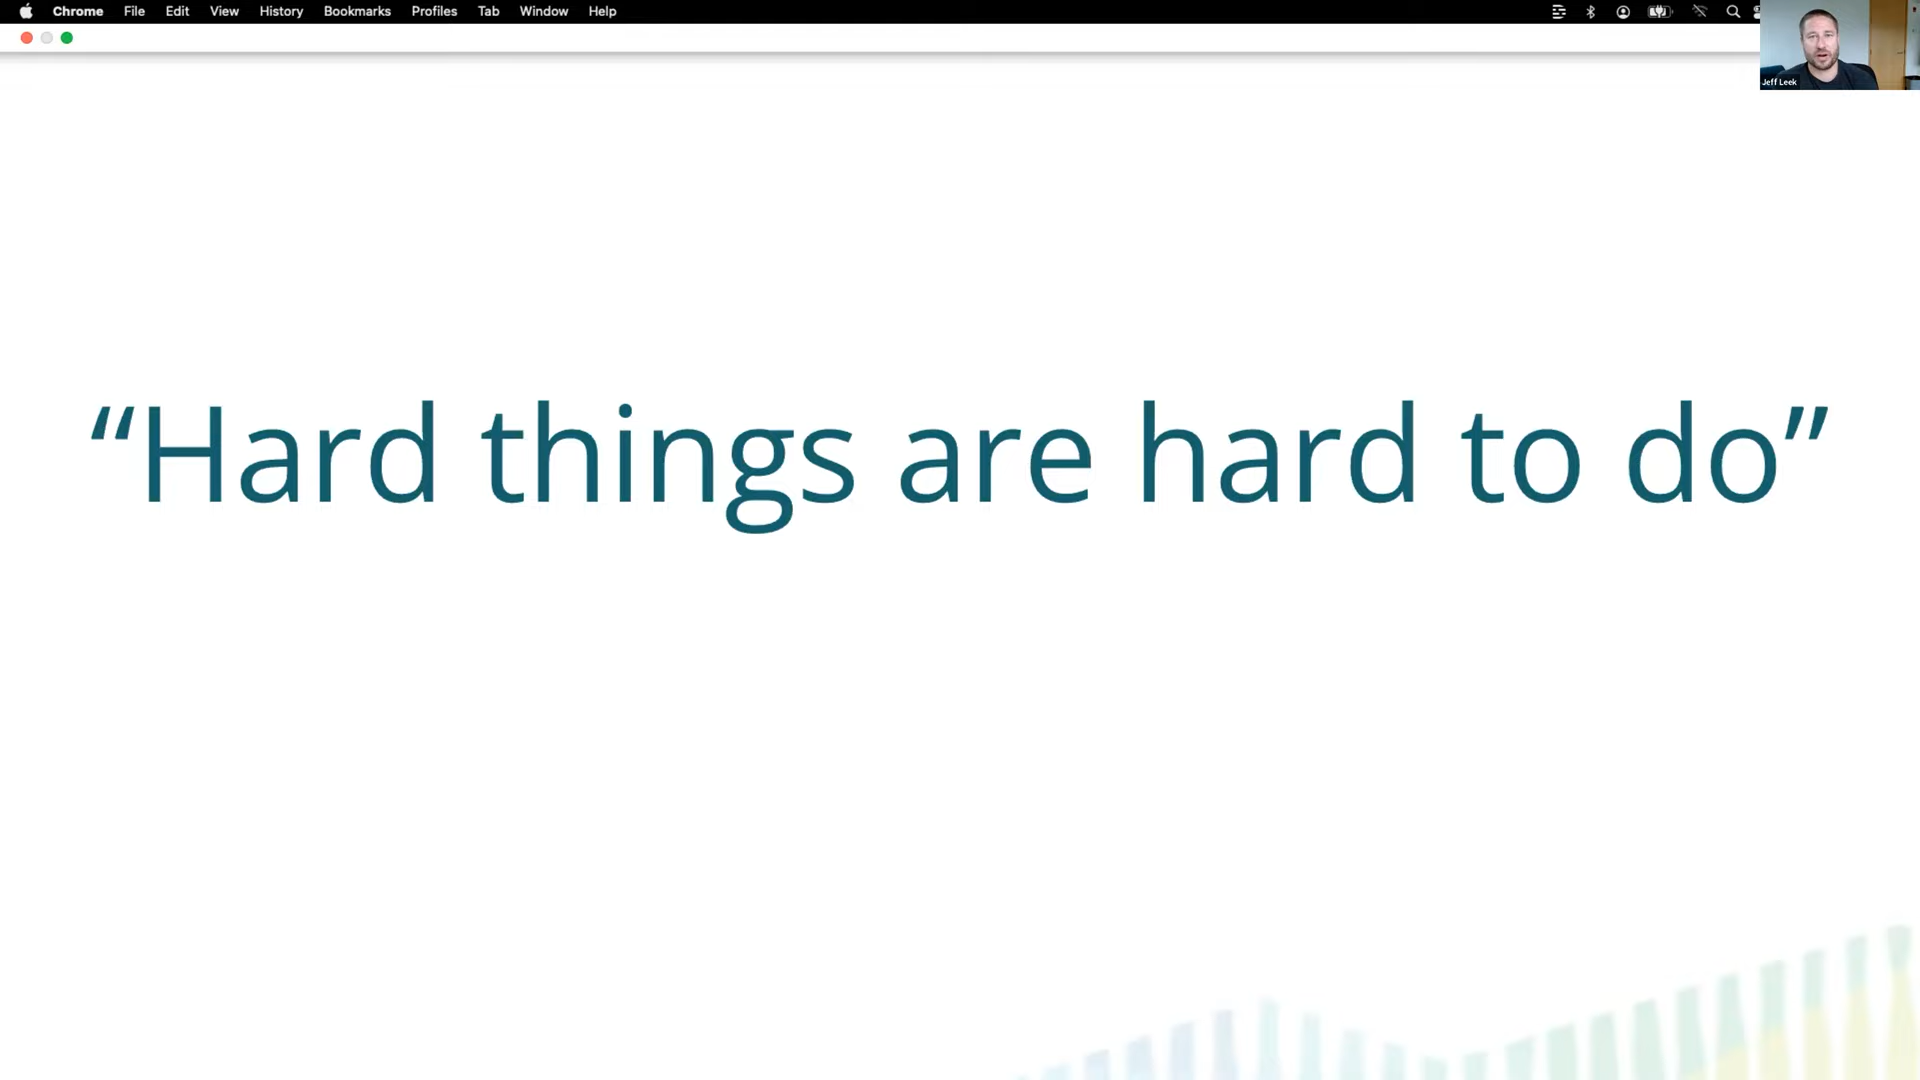 Chrome File Edit View History Bookmarks Profiles Tab Window Help
Jeff Leek
“Hard things are hard to do”